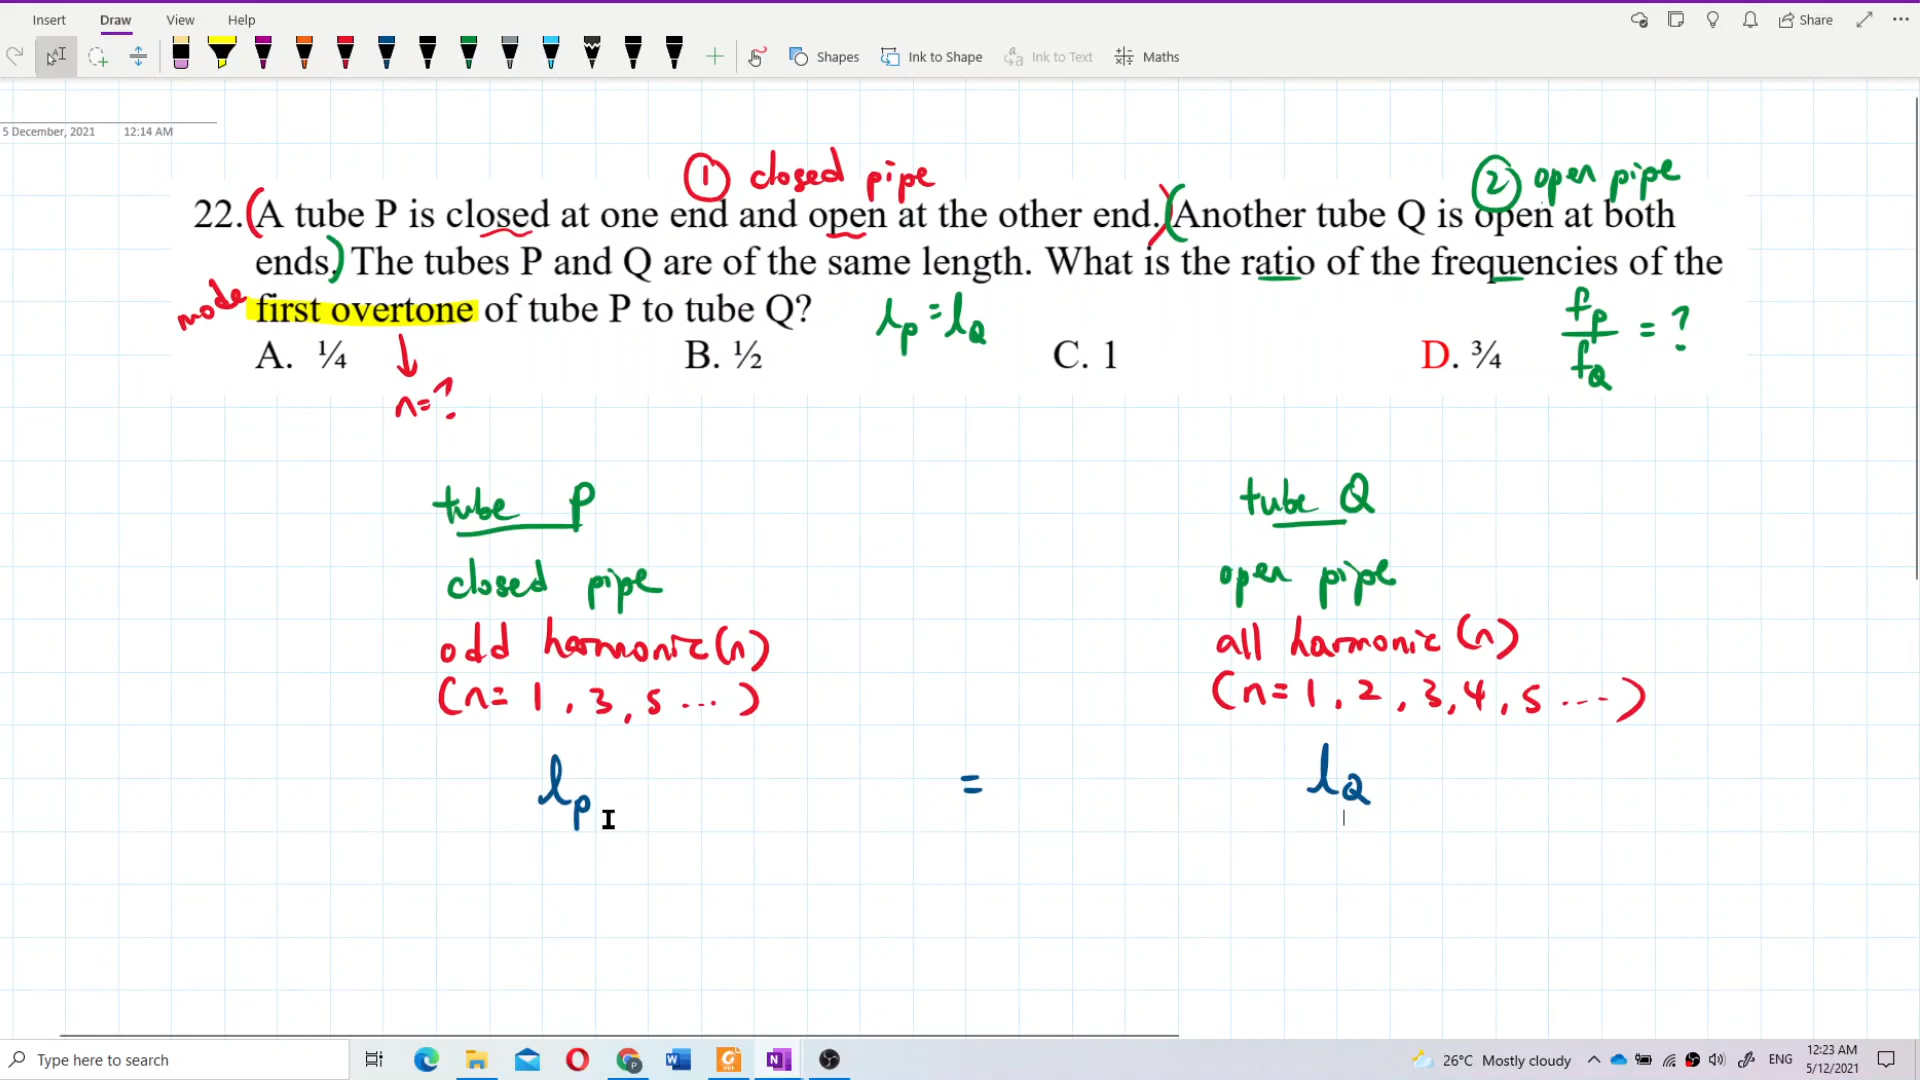 Insert Draw View Help
Share
Shapes Ink to Shape Ink to Text Maths
5 December, 2021 12:14 AM
① closed pipe ② open pipe
22. (A tube P is closed at one end and open at the other end.) (Another tube Q is open at both
ends.) The tubes P and Q are of the same length. What is the ratio of the frequencies of the
mode first overtone of tube P to tube Q? lP = lQ fP/fQ = ?
A. ¼ B. ½ C. 1 D. ¾
n=?
tube P tube Q
closed pipe open pipe
odd harmonic (n) all harmonic (n)
(n= 1, 3, 5 ...) (n= 1, 2, 3, 4, 5 ...)
lP = lQ
Type here to search
26°C Mostly cloudy ENG 12:23 AM
5/12/2021